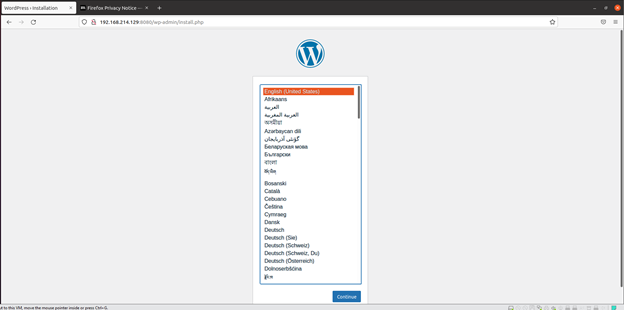 WordPress › Installation
Firefox Privacy Notice —
192.168.214.129:8080/wp-admin/install.php
English (United States)
Afrikaans
العربية
العربية المغربية
অসমীয়া
Azərbaycan dili
گؤنئی آذربایجان
Беларуская мова
Български
বাংলা
བོད་ཡིག
Bosanski
Català
Cebuano
Čeština
Cymraeg
Dansk
Deutsch
Deutsch (Sie)
Deutsch (Schweiz)
Deutsch (Schweiz, Du)
Deutsch (Österreich)
Dolnoserbšćina
Continue
d to this VM, move the mouse pointer inside or press Ctrl+G.